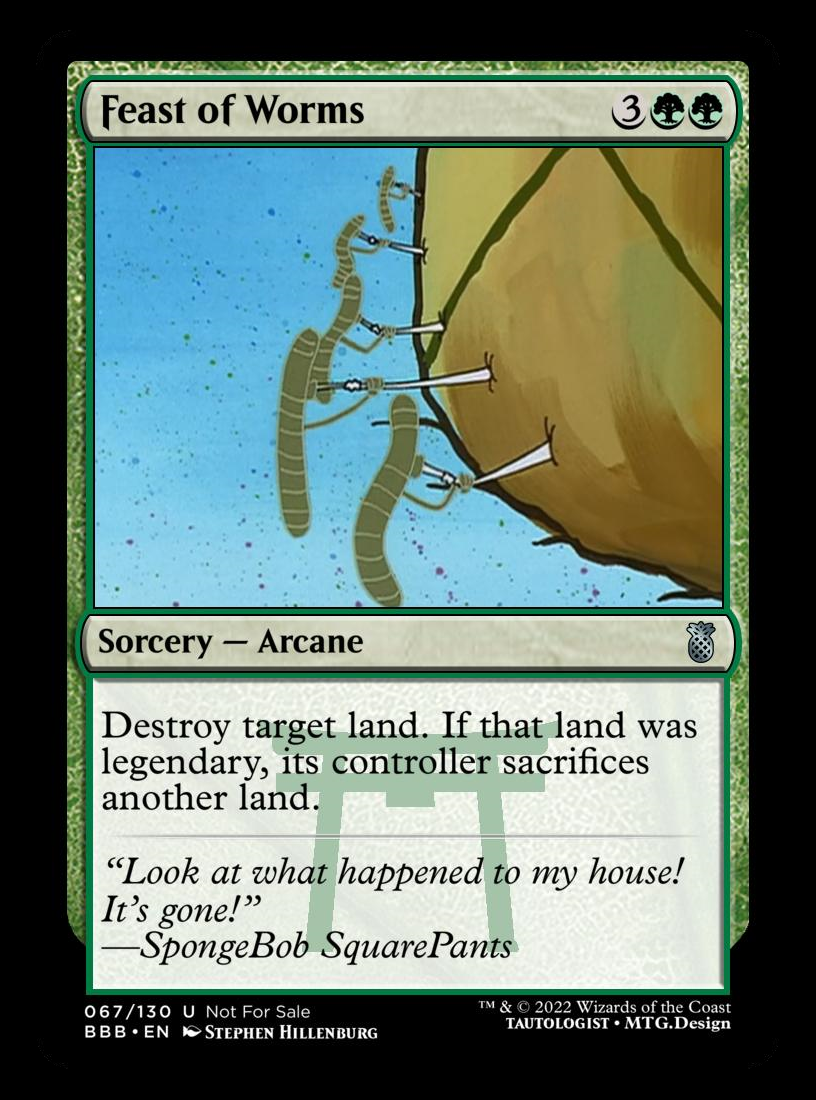 Feast of Worms 3
Sorcery — Arcane
Destroy target land. If that land was
legendary, its controller sacrifices
another land.
“Look at what happened to my house!
It’s gone!”
—SpongeBob SquarePants
067/130 U Not For Sale
™ & © 2022 Wizards of the Coast
BBB • EN Stephen Hillenburg
TAUTOLOGIST • MTG.Design